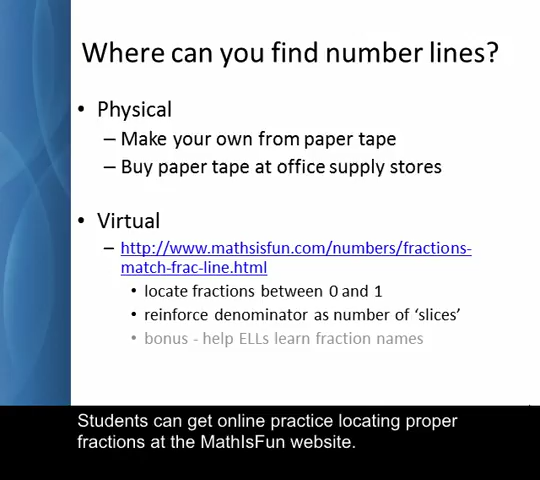 Where can you find number lines?
• Physical
– Make your own from paper tape
– Buy paper tape at office supply stores
• Virtual
– http://www.mathsisfun.com/numbers/fractions-
match-frac-line.html
• locate fractions between 0 and 1
• reinforce denominator as number of ‘slices’
• bonus - help ELLs learn fraction names
Students can get online practice locating proper
fractions at the MathIsFun website.